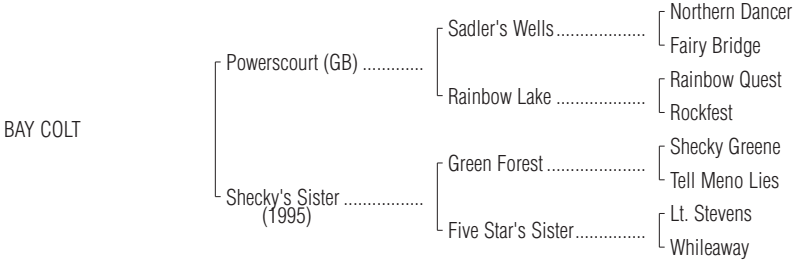 Northern Dancer
Sadler's Wells...................
Fairy Bridge
Powerscourt (GB) .............
Rainbow Quest
Rainbow Lake ...................
Rockfest
BAY COLT
Shecky Greene
Green Forest ....................
Tell Meno Lies
Shecky's Sister .................
(1995)
Lt. Stevens
Five Star's Sister...............
Whileaway